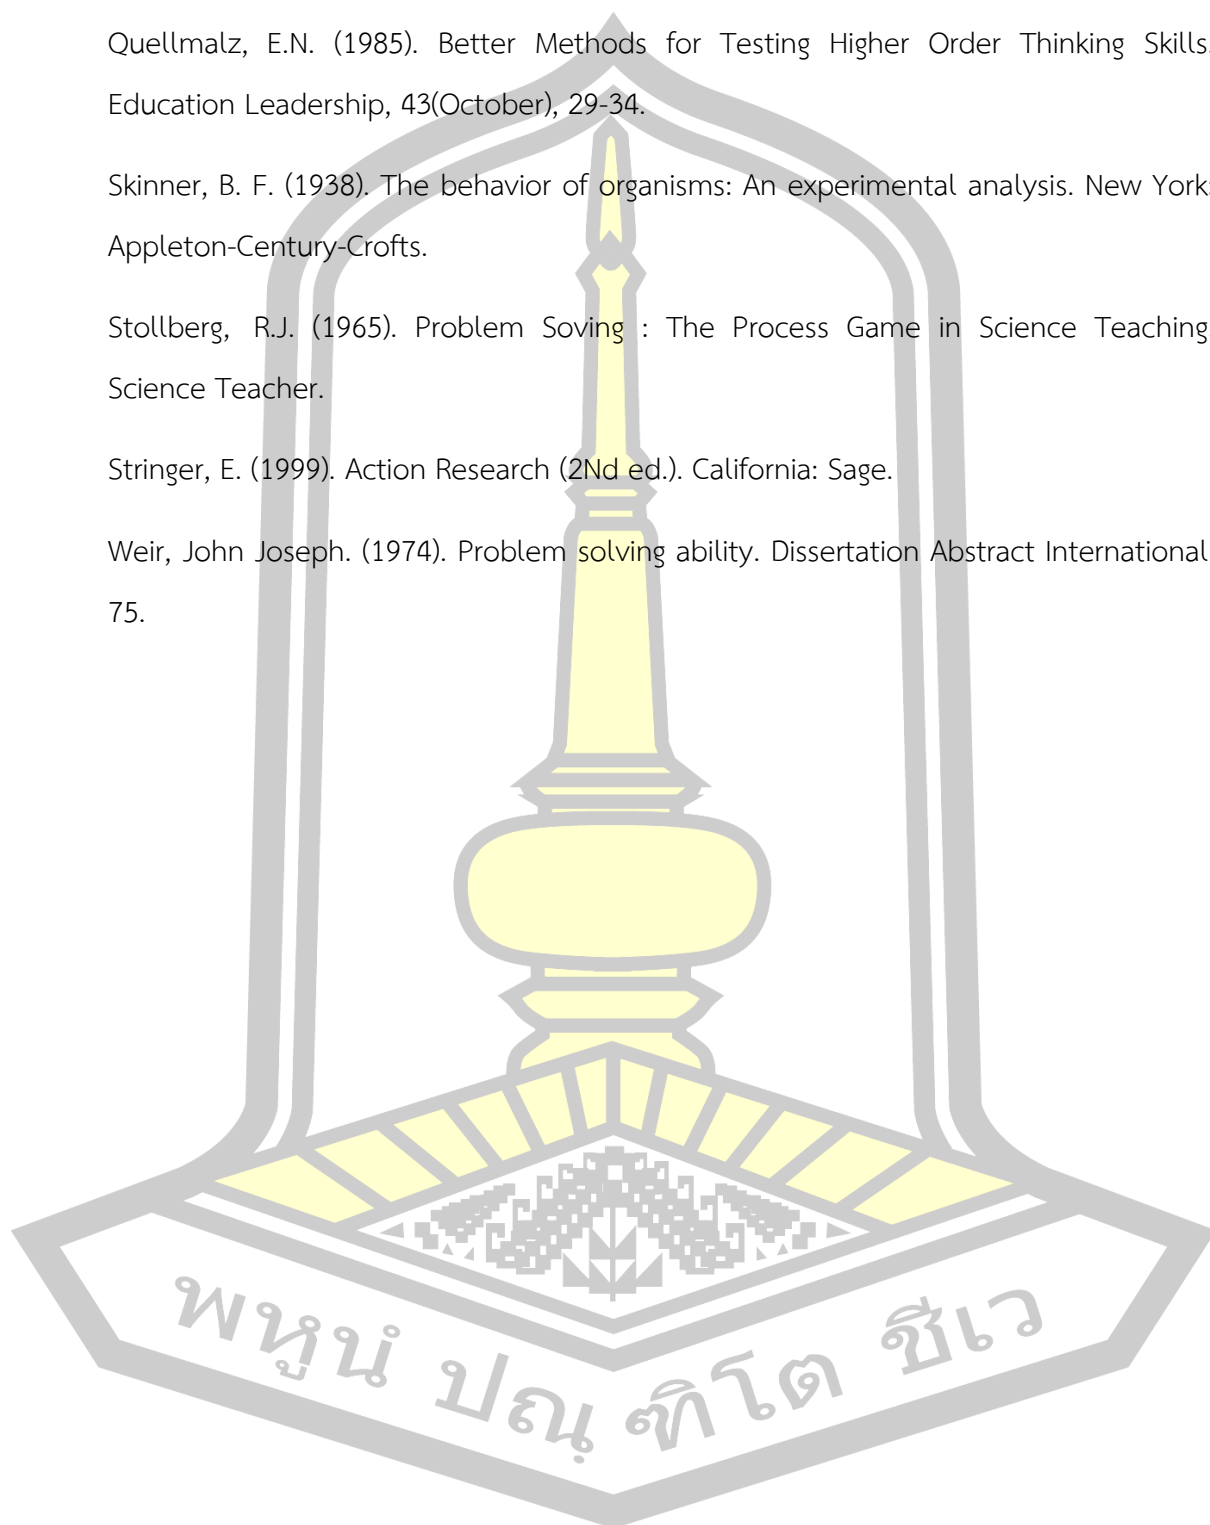 Quellmalz, E.N. (1985). Better Methods for Testing Higher Order Thinking Skills.
Education Leadership, 43(October), 29-34.
Skinner, B. F. (1938). The behavior of organisms: An experimental analysis. New York:
Appleton-Century-Crofts.
Stollberg, R.J. (1965). Problem Soving : The Process Game in Science Teaching
Science Teacher.
Stringer, E. (1999). Action Research (2Nd ed.). California: Sage.
Weir, John Joseph. (1974). Problem solving ability. Dissertation Abstract International
75.
พหูนํ ปณฺฑิโต ชีเว